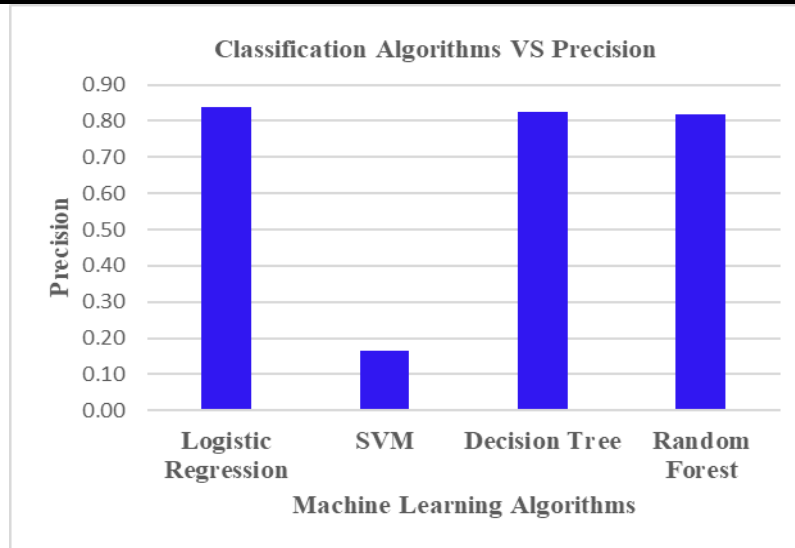 Classification Algorithms VS Precision
0.90
0.80
0.70
0.60
0.50
0.40
0.30
0.20
0.10
0.00
Precision
Logistic Regression
SVM
Decision Tree
Random Forest
Machine Learning Algorithms